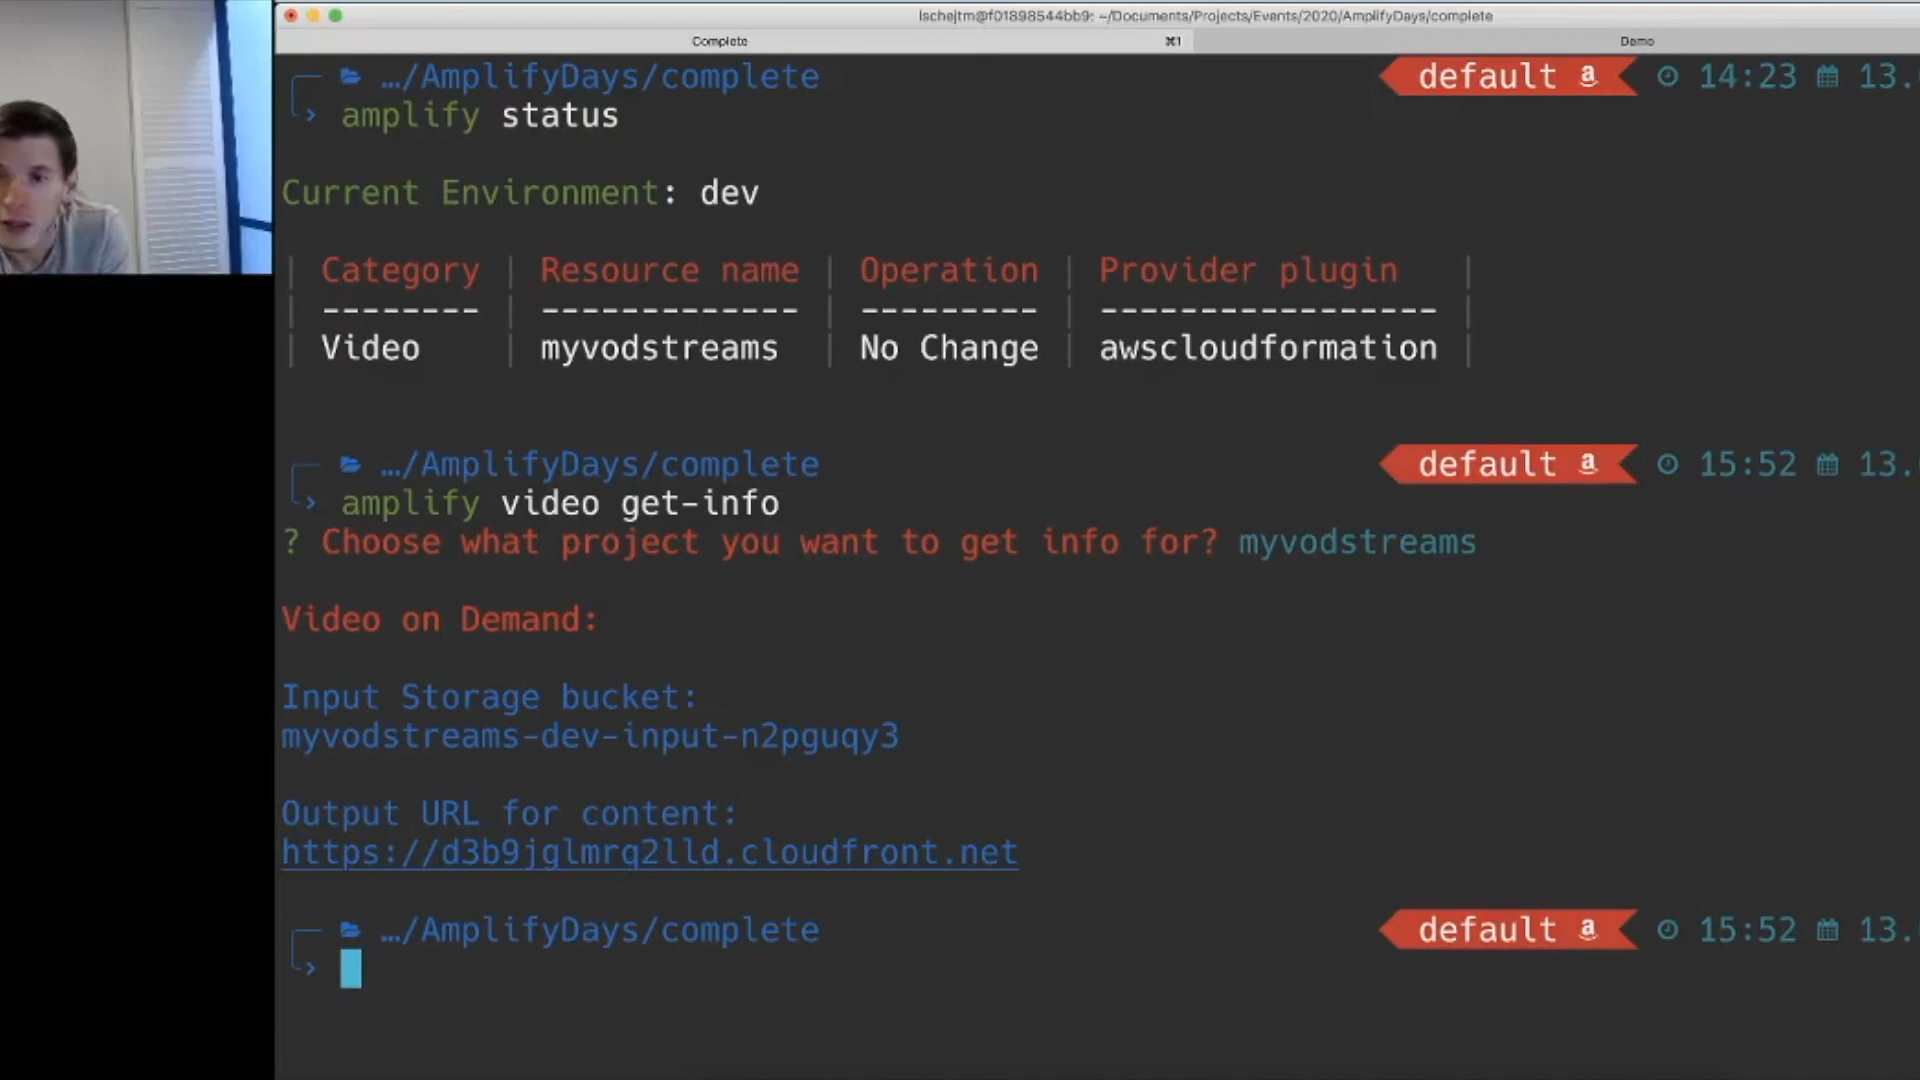 lschejtm@f01898544bb9: ~/Documents/Projects/Events/2020/AmplifyDays/complete
Complete ⌘1 Demo
…/AmplifyDays/complete default a 14:23 13.
amplify status
Current Environment: dev
| Category | Resource name | Operation | Provider plugin |
| -------- | ------------- | --------- | ----------------- |
| Video | myvodstreams | No Change | awscloudformation |
…/AmplifyDays/complete default a 15:52 13.
amplify video get-info
? Choose what project you want to get info for? myvodstreams
Video on Demand:
Input Storage bucket:
myvodstreams-dev-input-n2pguqy3
Output URL for content:
https://d3b9jglmrq2lld.cloudfront.net
…/AmplifyDays/complete default a 15:52 13.